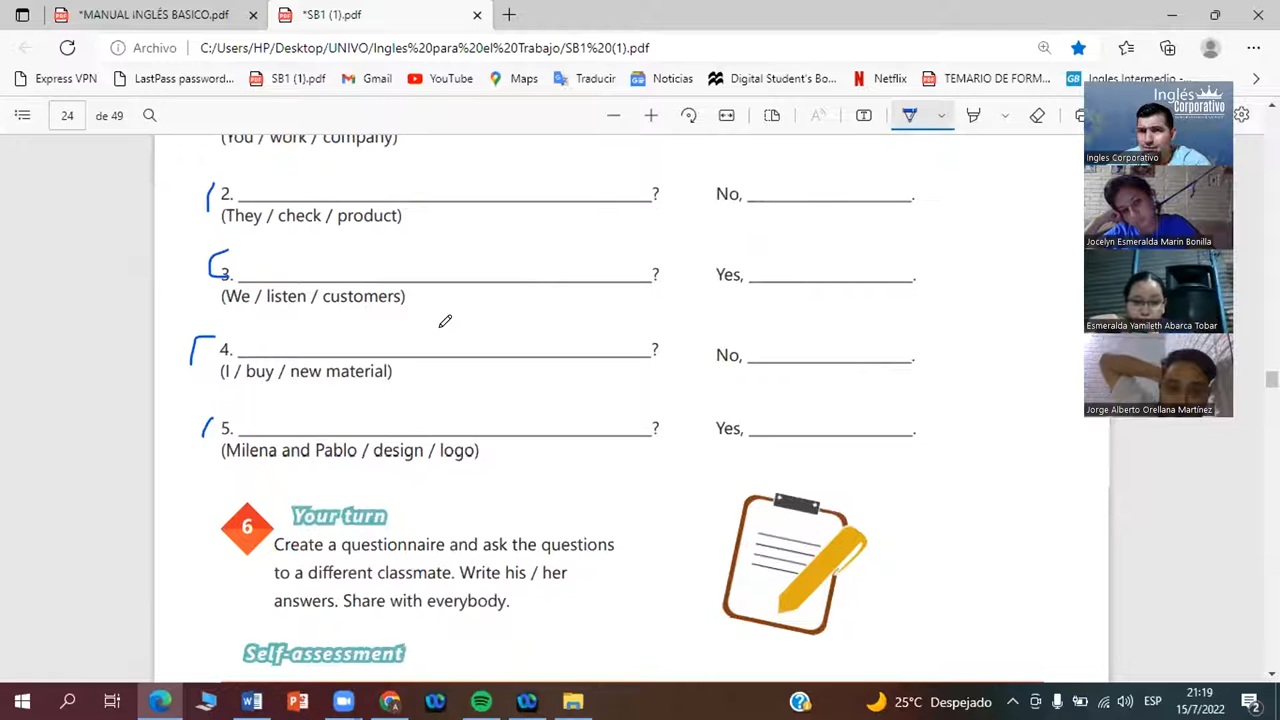 *MANUAL iNGLÉS BASICO.pdf
*SB1 (1).pdf
Archivo
C:/Users/HP/Desktop/UNIVO/Ingles%20para%20el%20Trabajo/SB1%20(1).pdf
Express VPN
LastPass password...
SB1 (1).pdf
Gmail
YouTube
Maps
Traducir
Noticias
Digital Student's Bo...
Netflix
TEMARIO DE FORM...
Ingles Intermedio -
24
de 49
(You / work / company)
2. ?
No, .
(They / check / product)
3. ?
Yes, .
(We / listen / customers)
4. ?
No, .
(I / buy / new material)
5. ?
Yes, .
(Milena and Pablo / design / logo)
6
Your turn
Create a questionnaire and ask the questions
to a different classmate. Write his / her
answers. Share with everybody.
Self-assessment
Inglés
Corporativo
Ingles Corporativo
Jocelyn Esmeralda Marin Bonilla
Esmeralda Yamileth Abarca Tobar
Jorge Alberto Orellana Martínez
25°C Despejado
ESP
21:19
15/7/2022
2